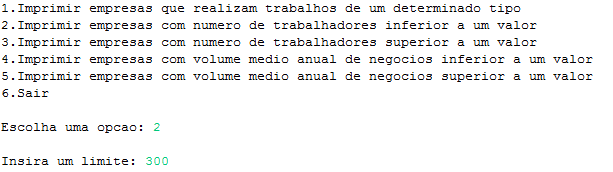 1.Imprimir empresas que realizam trabalhos de um determinado tipo
2.Imprimir empresas com numero de trabalhadores inferior a um valor
3.Imprimir empresas com numero de trabalhadores superior a um valor
4.Imprimir empresas com volume medio anual de negocios inferior a um valor
5.Imprimir empresas com volume medio anual de negocios superior a um valor
6.Sair
Escolha uma opcao: 2
Insira um limite: 300